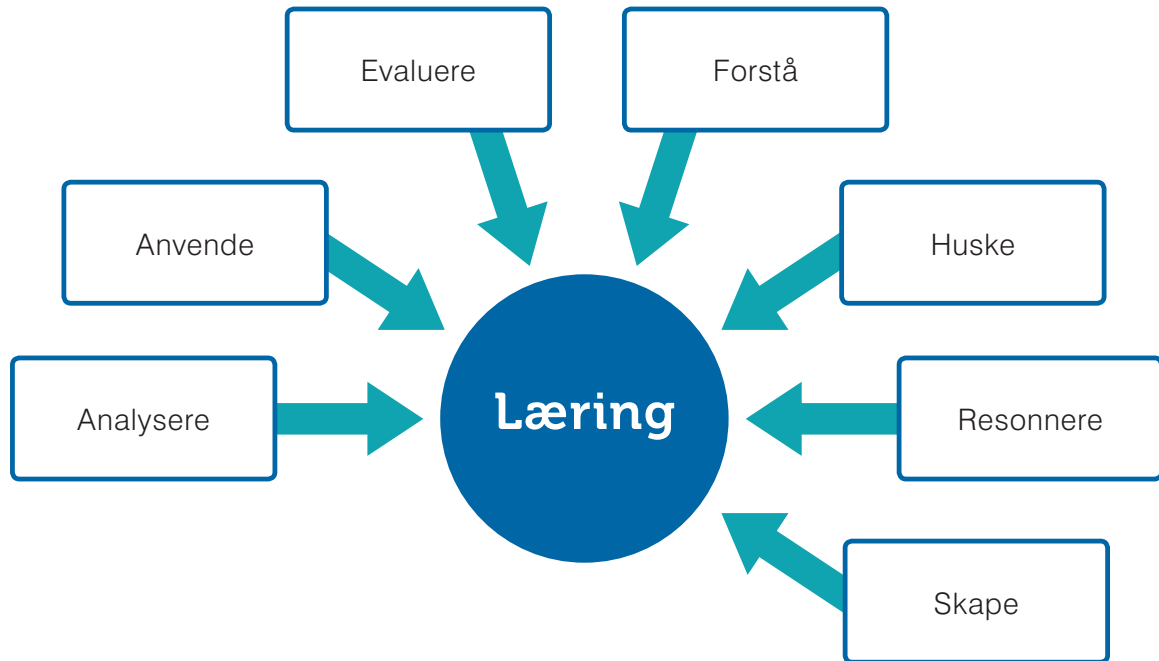 Evaluere
Forstå
Anvende
Huske
Læring
Analysere
Resonnere
Skape